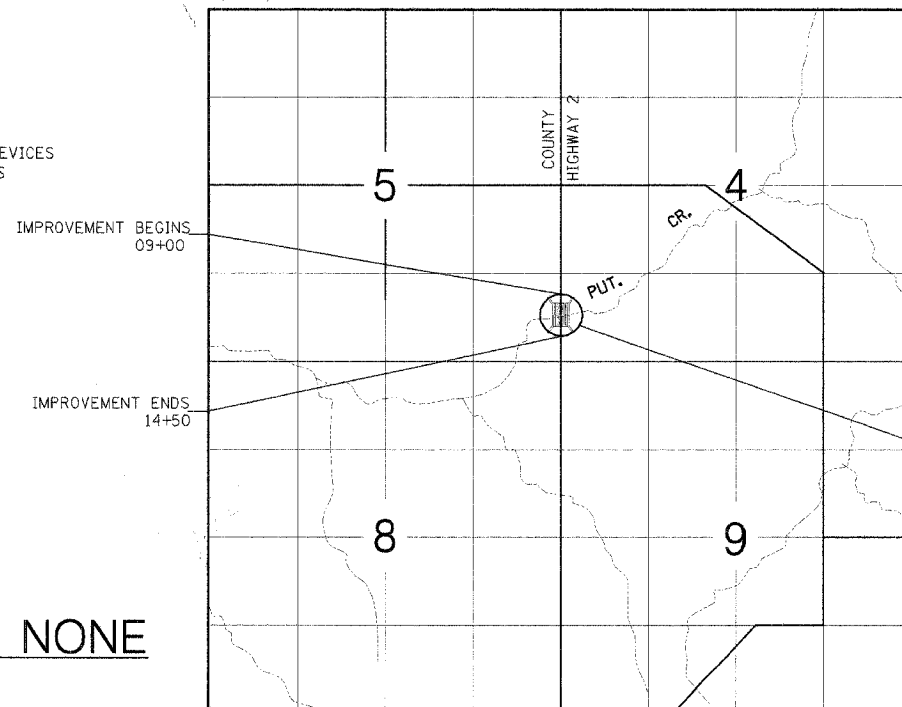 EVICES
S
COUNTY
HIGHWAY 2
5
4
IMPROVEMENT BEGINS
09+00
CR.
PUT.
IMPROVEMENT ENDS
14+50
8
9
NONE